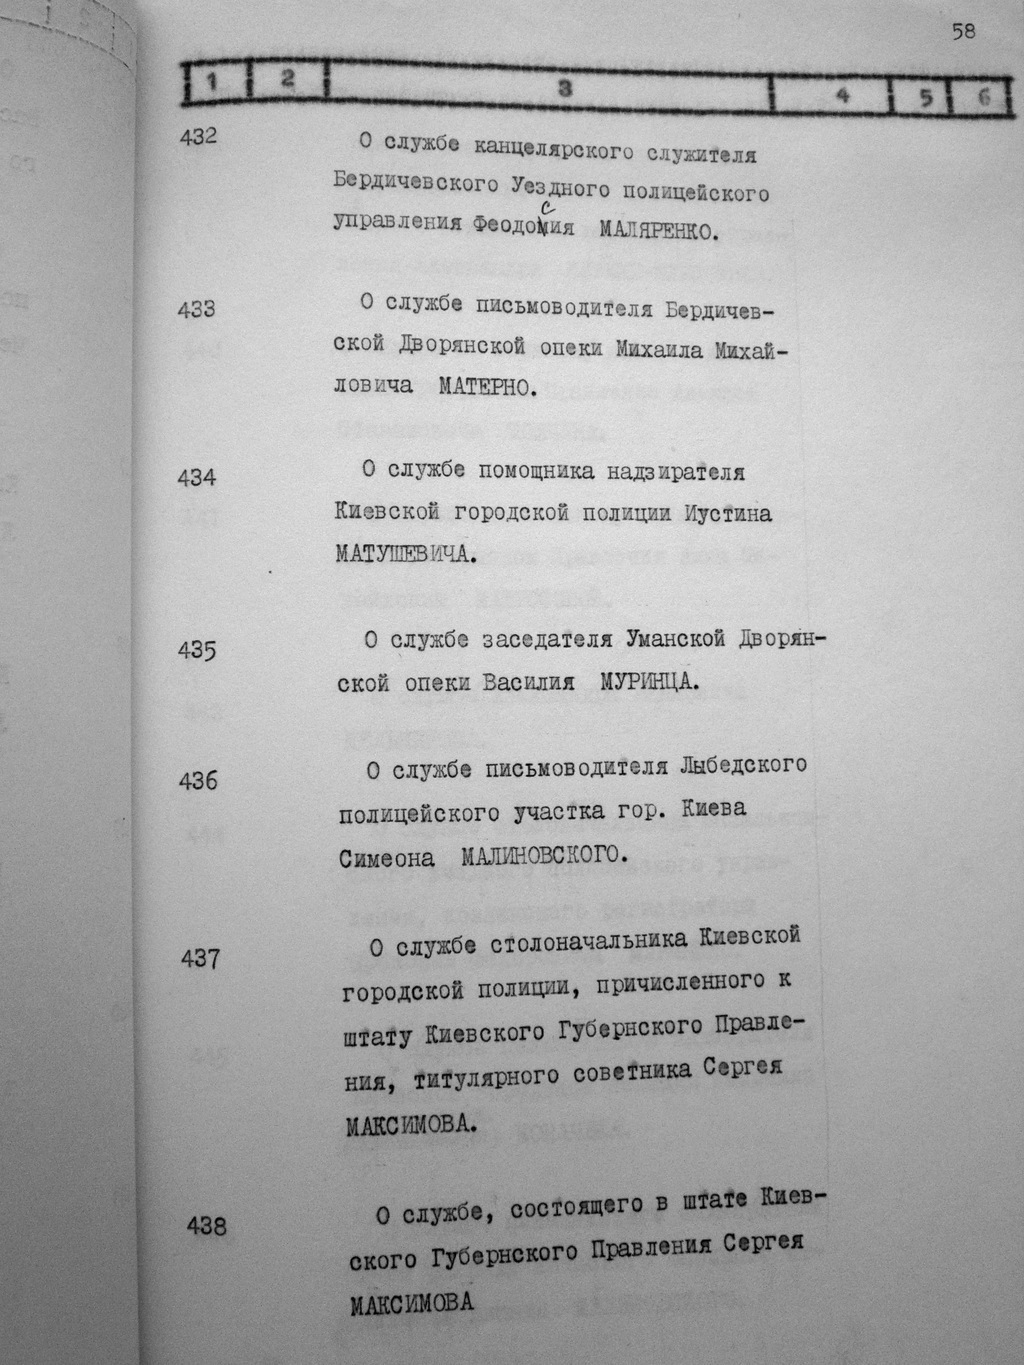 58
1 2 3 4 5 6
432 О службе канцелярского служителя
Бердичевского Уездного полицейского
управления Феодосия МАЛЯРЕНКО.
433 О службе письмоводителя Бердичев-
ской Дворянской опеки Михаила Михай-
ловича МАТЕРНО.
434 О службе помощника надзирателя
Киевской городской полиции Иустина
МАТУШЕВИЧА.
435 О службе заседателя Уманской Дворян-
ской опеки Василия МУРИНЦА.
436 О службе письмоводителя Лыбедского
полицейского участка гор. Киева
Симеона МАЛИНОВСКОГО.
437 О службе столоначальника Киевской
городской полиции, причисленного к
штату Киевского Губернского Правле-
ния, титулярного советника Сергея
МАКСИМОВА.
438 О службе, состоящего в штате Киев-
ского Губернского Правления Сергея
МАКСИМОВА